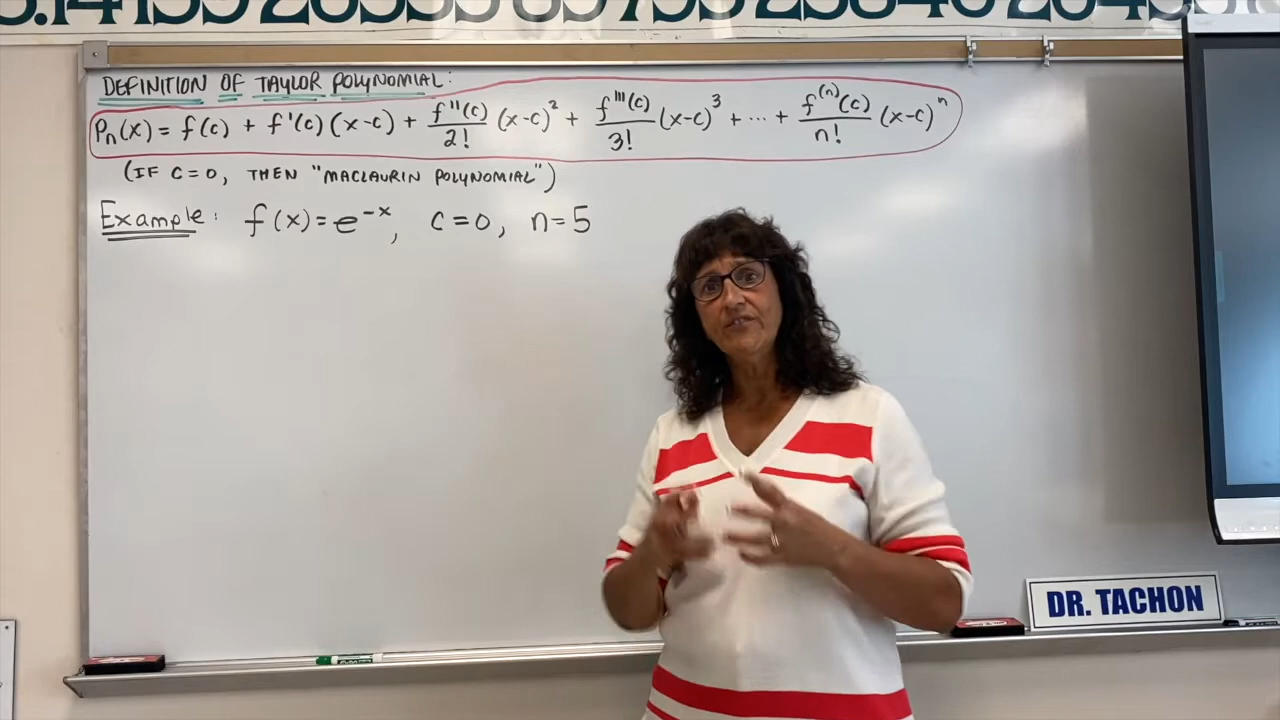 DEFINITION OF TAYLOR POLYNOMIAL:
Pn(x) = f(c) + f'(c)(x-c) + f''(c)/2! (x-c)² + f'''(c)/3! (x-c)³ + ... + f⁽ⁿ⁾(c)/n! (x-c)ⁿ
(IF C=0, THEN "MACLAURIN POLYNOMIAL")
Example: f(x)=e^-x, c=0, n=5
DR. TACHON